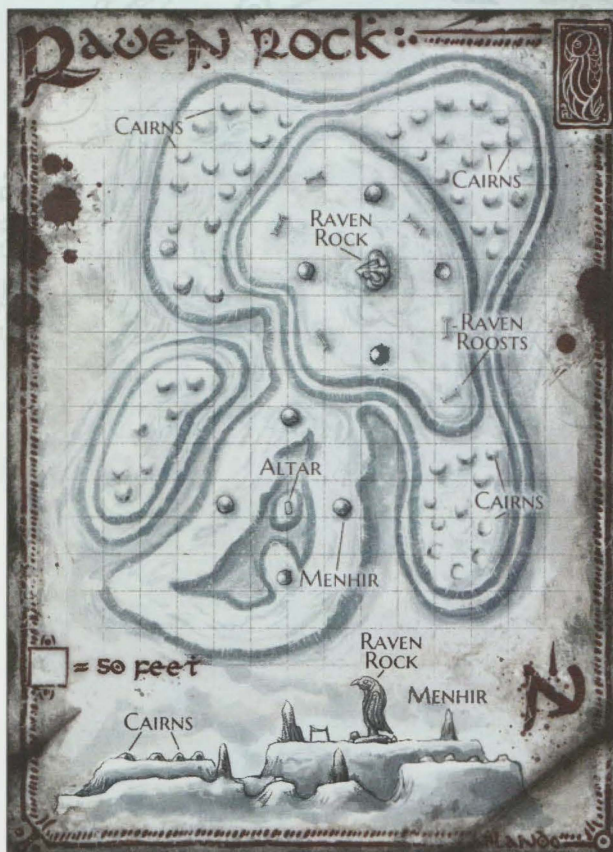 Raven Rock
Cairns
Cairns
Raven
Rock
Raven
Roosts
Altar
Cairns
Menhir
= 50 feet
Raven
Rock
Menhir
N
Cairns